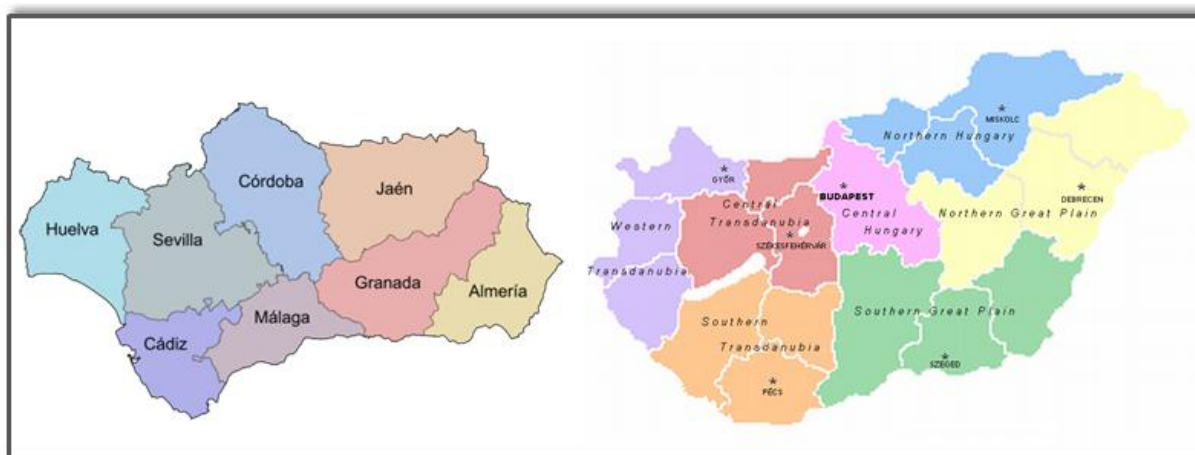 Huelva
Sevilla
Córdoba
Jaén
Granada
Almería
Málaga
Cádiz
MISKOLC
Northern Hungary
GYŐR
BUDAPEST
DEBRECEN
Central
Transdanubia
Western
Transdanubia
Central
Hungary
Northern Great Plain
SZÉKESFEHÉRVÁR
Southern
Transdanubia
Southern Great Plain
SZEGED
PÉCS